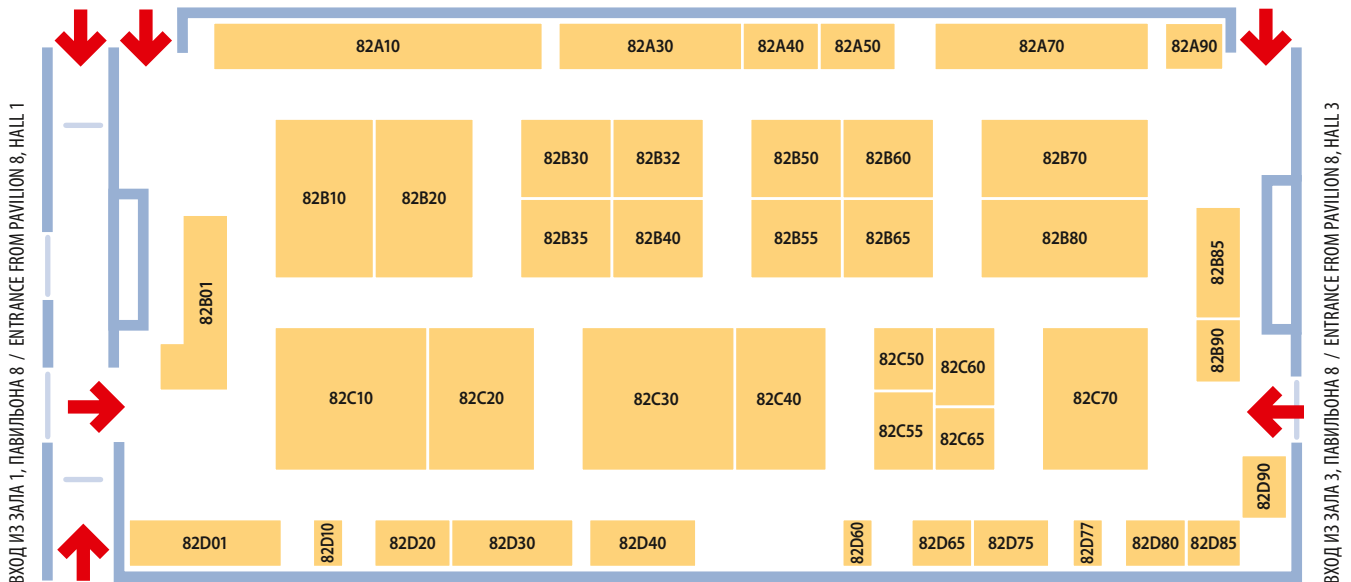 82A10
82A30
82A40
82A50
82A70
82A90
ВХОД ИЗ ЗАЛА 1, ПАВИЛЬОНА 8 / ENTRANCE FROM PAVILION 8, HALL 1
ВХОД ИЗ ЗАЛА 3, ПАВИЛЬОНА 8 / ENTRANCE FROM PAVILION 8, HALL 3
82B10
82B20
82B30
82B32
82B50
82B60
82B70
82B35
82B40
82B55
82B65
82B80
82B01
82B85
82B90
82C10
82C20
82C30
82C40
82C50
82C60
82C55
82C65
82C70
82D90
82D01
82D10
82D20
82D30
82D40
82D60
82D65
82D75
82D77
82D80
82D85